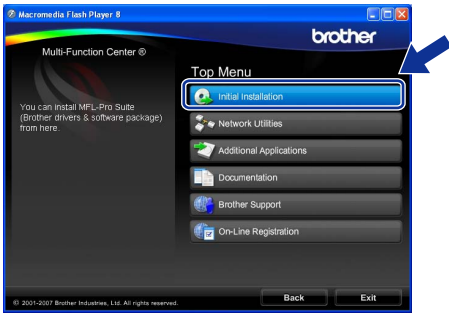 Macromedia Flash Player 8
brother
Multi-Function Center ®
Top Menu
You can install MFL-Pro Suite
(Brother drivers & software package)
from here.
Initial Installation
Network Utilities
Additional Applications
Documentation
Brother Support
On-Line Registration
© 2001-2007 Brother Industries, Ltd. All rights reserved.
Back
Exit